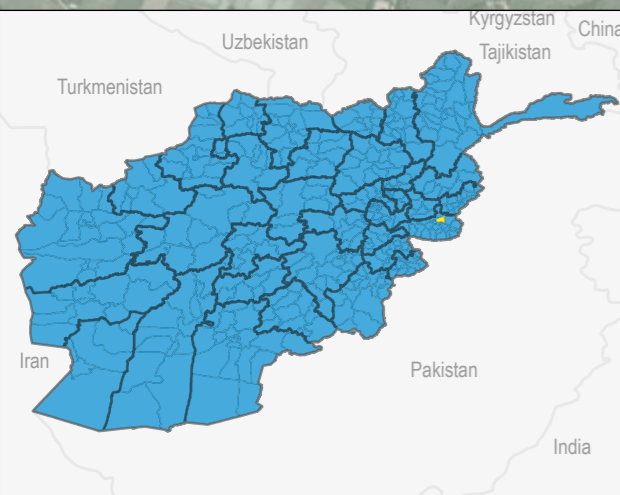 Kyrgyzstan
China
Uzbekistan
Tajikistan
Turkmenistan
Iran
Pakistan
India